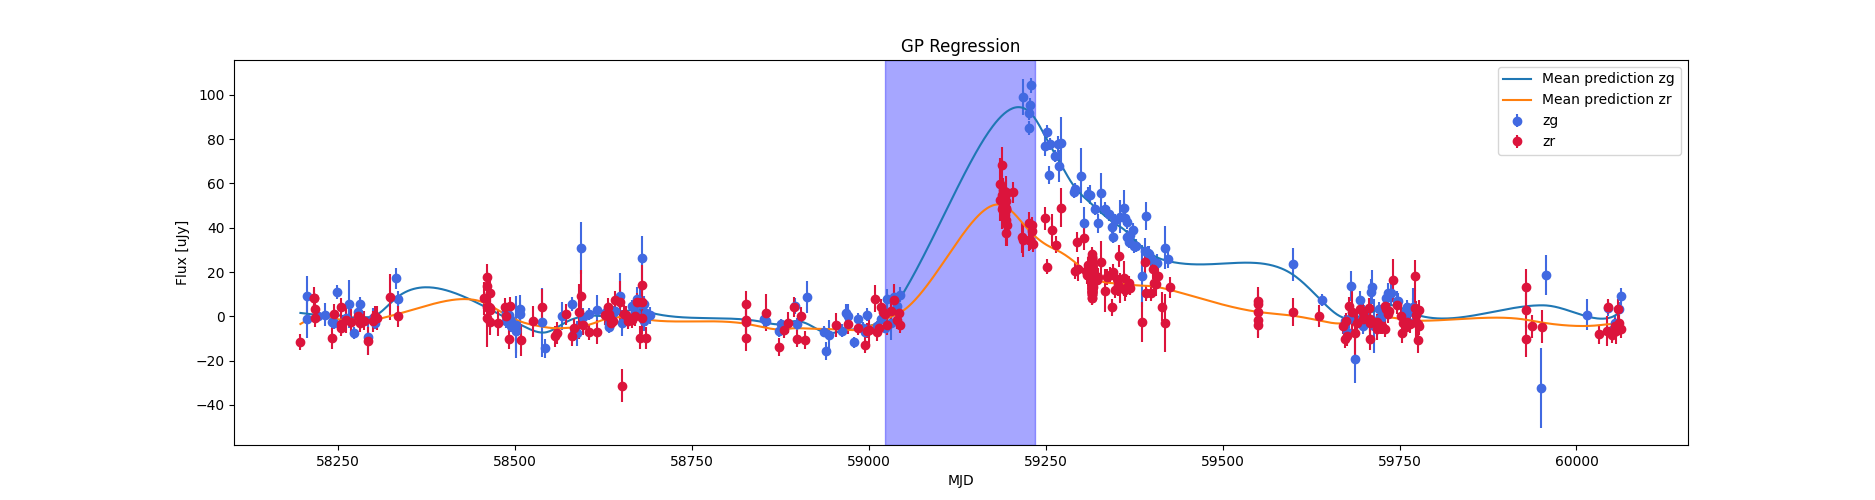 GP Regression
Flux [uJy]
100
80
60
40
20
0
−20
−40
58250
58500
58750
59000
59250
59500
59750
60000
MJD
Mean prediction zg
Mean prediction zr
zg
zr